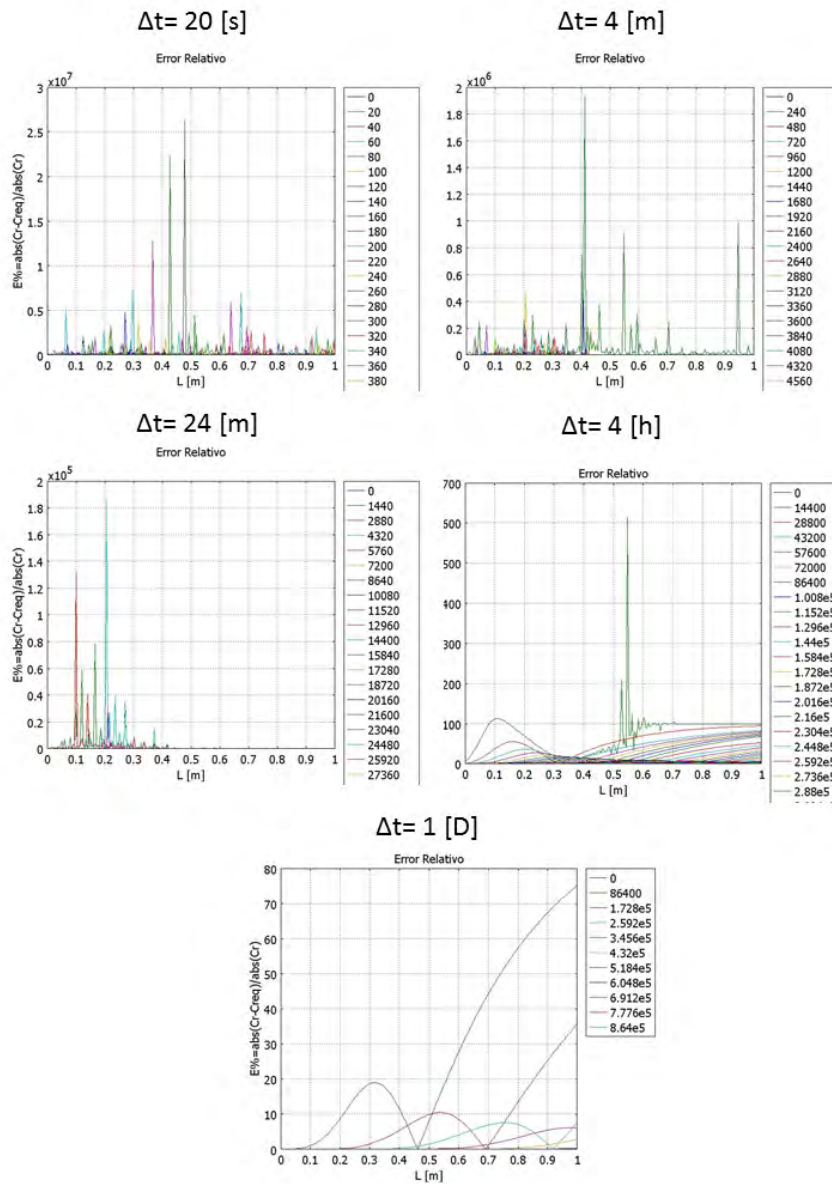 Δt= 20 [s]
Error Relativo
x10⁷
3
2.5
2
1.5
1
0.5
0
E%=abs(Cr-Creq)/abs(Cr)
0 0.1 0.2 0.3 0.4 0.5 0.6 0.7 0.8 0.9 1
L [m]
0
20
40
60
80
100
120
140
160
180
200
220
240
260
280
300
320
340
360
380
Δt= 4 [m]
Error Relativo
x10⁶
2
1.8
1.6
1.4
1.2
1
0.8
0.6
0.4
0.2
0
E%=abs(Cr-Creq)/abs(Cr)
0 0.1 0.2 0.3 0.4 0.5 0.6 0.7 0.8 0.9 1
L [m]
0
240
480
720
960
1200
1440
1680
1920
2160
2400
2640
2880
3120
3360
3600
3840
4080
4320
4560
Δt= 24 [m]
Error Relativo
x10⁵
2
1.8
1.6
1.4
1.2
1
0.8
0.6
0.4
0.2
0
E%=abs(Cr-Creq)/abs(Cr)
0 0.1 0.2 0.3 0.4 0.5 0.6 0.7 0.8 0.9 1
L [m]
0
1440
2880
4320
5760
7200
8640
10080
11520
12960
14400
15840
17280
18720
20160
21600
23040
24480
25920
27360
Δt= 4 [h]
Error Relativo
700
600
500
400
300
200
100
0
E%=abs(Cr-Creq)/abs(Cr)
0 0.1 0.2 0.3 0.4 0.5 0.6 0.7 0.8 0.9 1
L [m]
0
14400
28800
43200
57600
72000
86400
1.008e5
1.152e5
1.296e5
1.44e5
1.584e5
1.728e5
1.872e5
2.016e5
2.16e5
2.304e5
2.448e5
2.592e5
2.736e5
2.88e5
Δt= 1 [D]
Error Relativo
80
70
60
50
40
30
20
10
0
E%=abs(Cr-Creq)/abs(Cr)
0 0.1 0.2 0.3 0.4 0.5 0.6 0.7 0.8 0.9 1
L [m]
0
86400
1.728e5
2.592e5
3.456e5
4.32e5
5.184e5
6.048e5
6.912e5
7.776e5
8.64e5